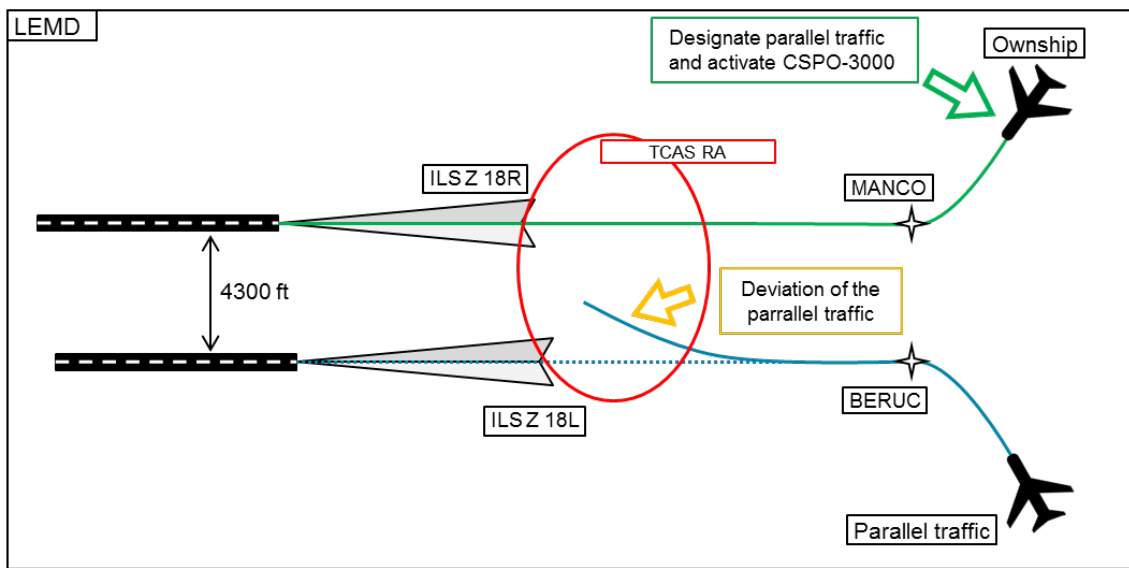 LEMD
Designate parallel traffic
and activate CSPO-3000
Ownship
TCAS RA
ILS Z 18R
MANCO
4300 ft
Deviation of the
parrallel traffic
BERUC
ILS Z 18L
Parallel traffic